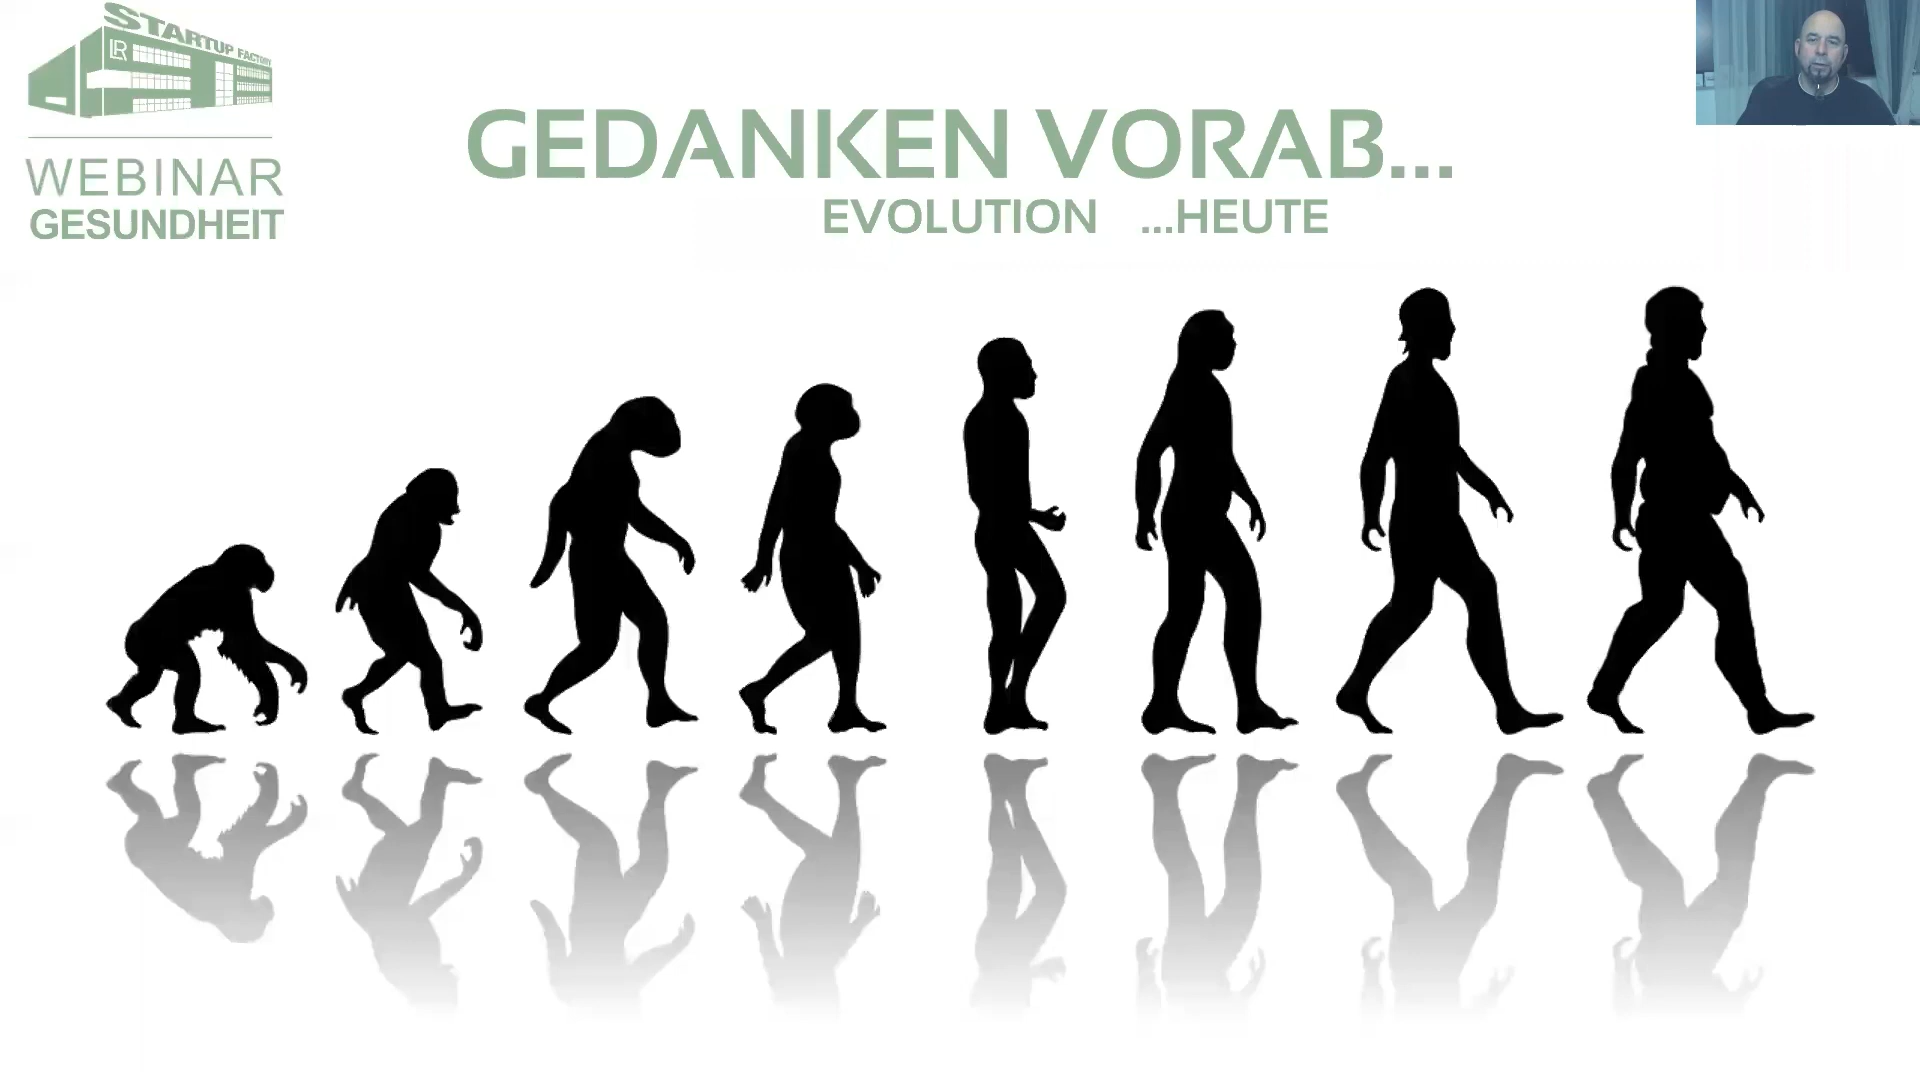 STARTUP FACTORY
LR
WEBINAR
GESUNDHEIT
GEDANKEN VORAB...
EVOLUTION ...HEUTE